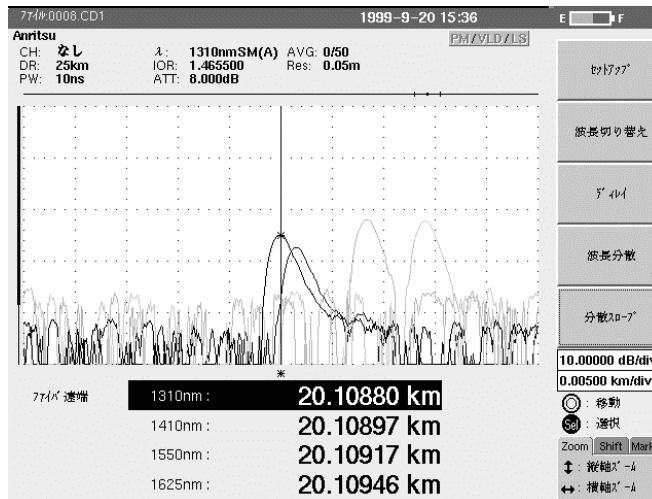 ファイル:0008.CD1 1999-9-20 15:36 E F
Anritsu PM/VLD/LS
CH: なし λ: 1310nmSM(A) AVG: 0/50
DR: 25km IOR: 1.465500 Res: 0.05m
PW: 10ns ATT: 8.000dB
セットアップ
波長切り替え
ディレイ
波長分散
分散スロープ
10.00000 dB/div
0.00500 km/div
ファイバ遠端 1310nm : 20.10880 km
1410nm : 20.10897 km
1550nm : 20.10917 km
1625nm : 20.10946 km
: 移動
Sel : 選択
Zoom Shift Mark
↕ : 縦軸ズーム
↔ : 横軸ズーム